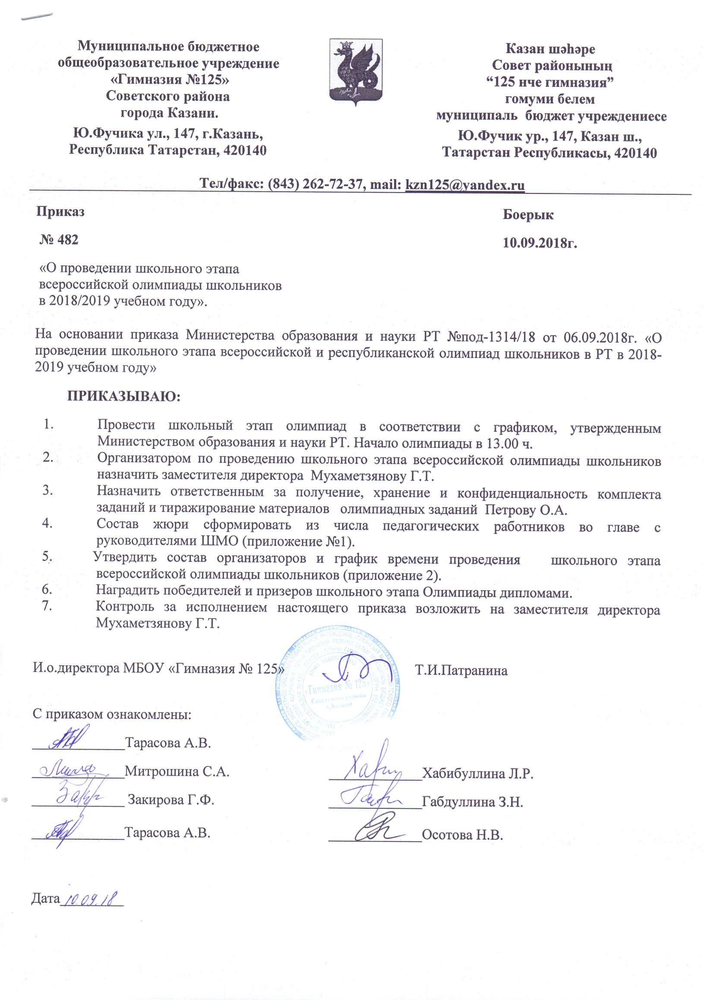 Муниципальное бюджетное
общеобразовательное учреждение
«Гимназия №125»
Советского района
города Казани.
Ю.Фучика ул., 147, г.Казань,
Республика Татарстан, 420140
Казан шәһәре
Совет районының
“125 нче гимназия”
гомуми белем
муниципаль бюджет учреждениесе
Ю.Фучик ур., 147, Казан ш.,
Татарстан Республикасы, 420140
Тел/факс: (843) 262-72-37, mail: kzn125@yandex.ru
Приказ Боерык
№ 482 10.09.2018г.
«О проведении школьного этапа
всероссийской олимпиады школьников
в 2018/2019 учебном году».
На основании приказа Министерства образования и науки РТ №под-1314/18 от 06.09.2018г. «О
проведении школьного этапа всероссийской и республиканской олимпиад школьников в РТ в 2018-
2019 учебном году»
ПРИКАЗЫВАЮ:
1. Провести школьный этап олимпиад в соответствии с графиком, утвержденным
Министерством образования и науки РТ. Начало олимпиады в 13.00 ч.
2. Организатором по проведению школьного этапа всероссийской олимпиады школьников
назначить заместителя директора Мухаметзянову Г.Т.
3. Назначить ответственным за получение, хранение и конфиденциальность комплекта
заданий и тиражирование материалов олимпиадных заданий Петрову О.А.
4. Состав жюри сформировать из числа педагогических работников во главе с
руководителями ШМО (приложение №1).
5. Утвердить состав организаторов и график времени проведения школьного этапа
всероссийской олимпиады школьников (приложение 2).
6. Наградить победителей и призеров школьного этапа Олимпиады дипломами.
7. Контроль за исполнением настоящего приказа возложить на заместителя директора
Мухаметзянову Г.Т.
И.о.директора МБОУ «Гимназия № 125» Т.И.Патранина
«Гимназия № 125»
Советского района
г.Казани
С приказом ознакомлены:
Тарасова А.В.
Митрошина С.А. Хабибуллина Л.Р.
Закирова Г.Ф. Габдуллина З.Н.
Тарасова А.В. Осотова Н.В.
Дата 10.09.18